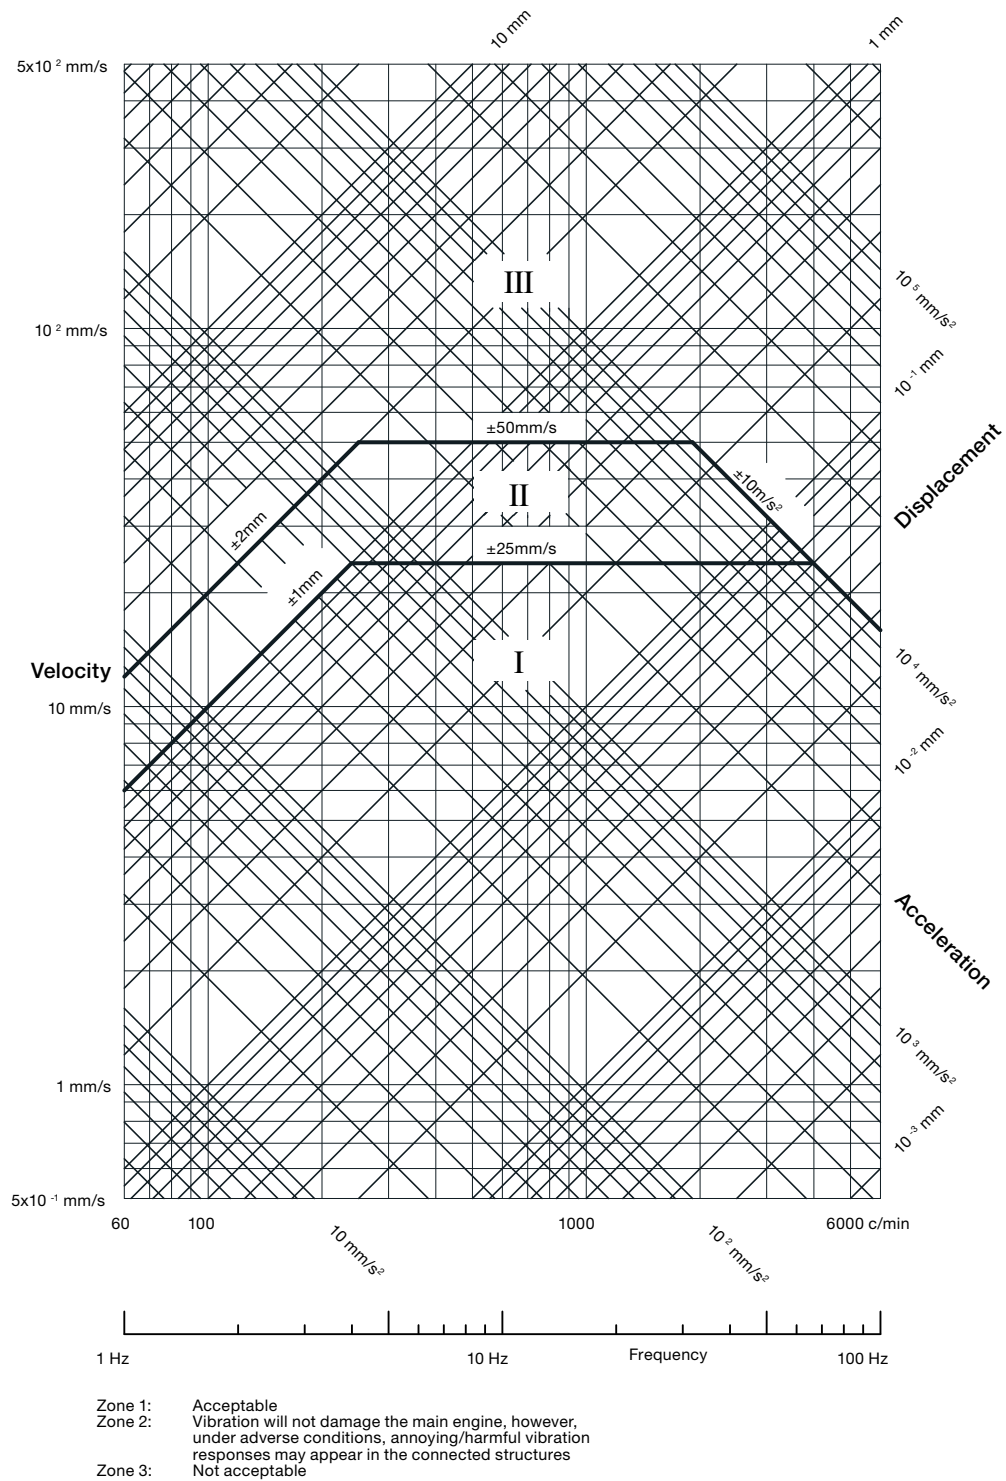 10 mm
1 mm
5x10 ² mm/s
10 ⁵ mm/s²
10 ² mm/s
10⁻¹ mm
±50mm/s
Displacement
±10m/s²
II
III
±2mm
±25mm/s
±1mm
I
Velocity
10 ⁴ mm/s²
10 mm/s
10⁻² mm
Acceleration
10 ³ mm/s²
1 mm/s
10⁻³ mm
5x10 ⁻¹ mm/s
60 100 1000 6000 c/min
10 mm/s²
10 ² mm/s²
1 Hz 10 Hz Frequency 100 Hz
Zone 1: Acceptable
Zone 2: Vibration will not damage the main engine, however,
under adverse conditions, annoying/harmful vibration
responses may appear in the connected structures
Zone 3: Not acceptable